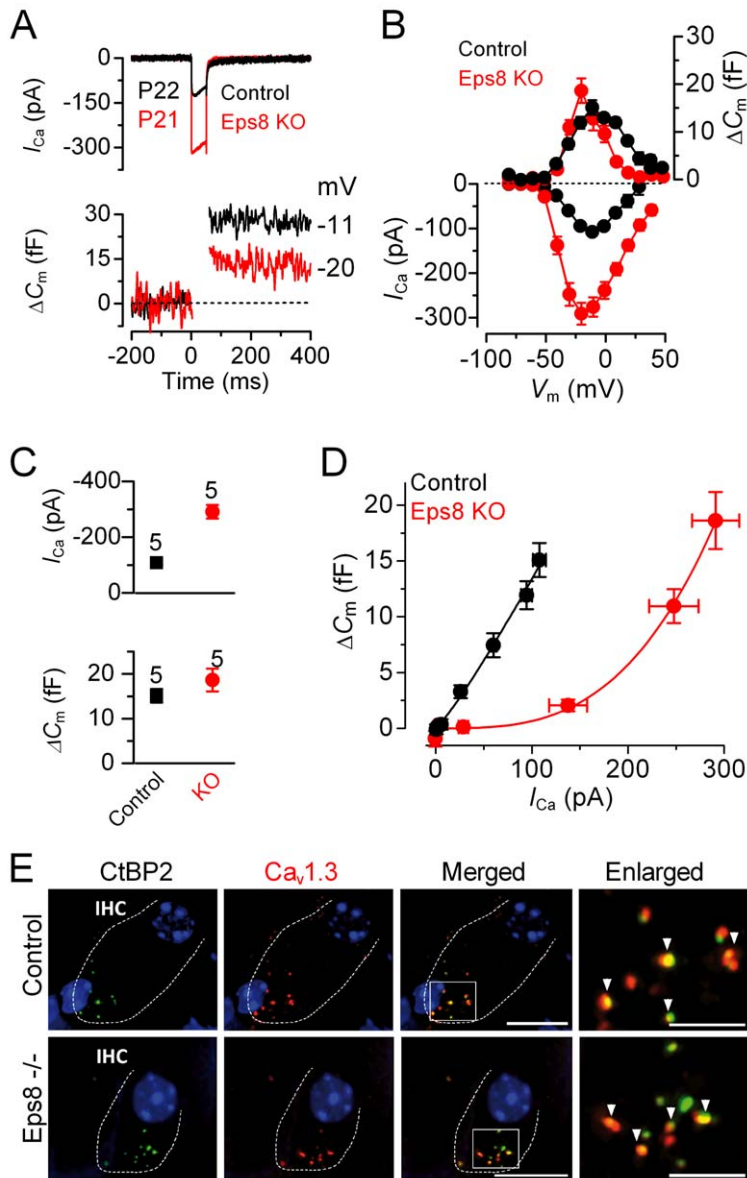 A
0
-150
-300
I_Ca (pA)
P22
P21
Control
Eps8 KO
mV
30
15
0
ΔC_m (fF)
-11
-20
-200
0
200
400
Time (ms)
B
Control
Eps8 KO
30
20
10
0
ΔC_m (fF)
0
-100
-200
-300
I_Ca (pA)
-100
-50
0
50
V_m (mV)
C
-400
-200
0
I_Ca (pA)
5
5
20
10
0
ΔC_m (fF)
5
5
Control
KO
D
Control
Eps8 KO
20
15
10
5
0
ΔC_m (fF)
0
100
200
300
I_Ca (pA)
E
CtBP2
Ca_v1.3
Merged
Enlarged
Control
IHC
Eps8 -/-
IHC